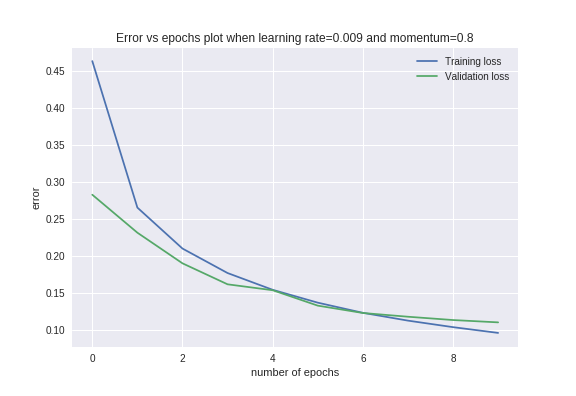 Error vs epochs plot when learning rate=0.009 and momentum=0.8
Training loss
Validation loss
0.45
0.40
0.35
0.30
0.25
0.20
0.15
0.10
error
0 2 4 6 8
number of epochs